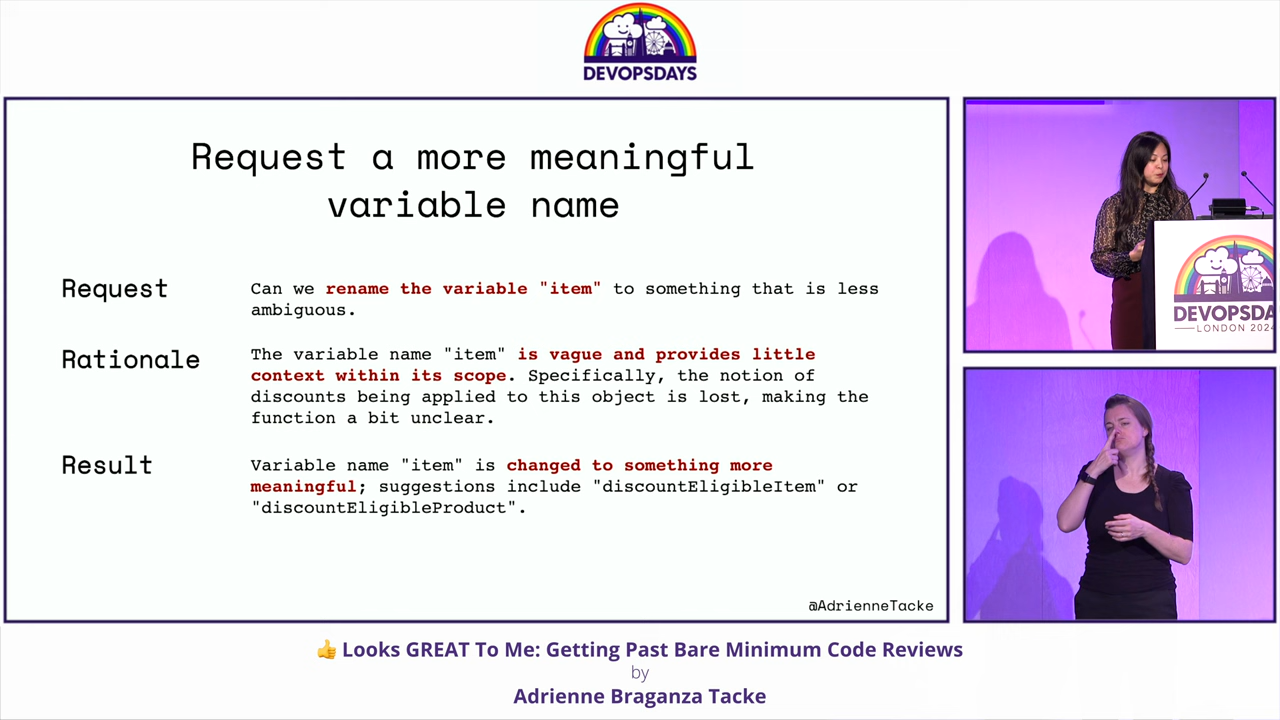 DEVOPSDAYS
Request a more meaningful
variable name
Request
Can we rename the variable "item" to something that is less
ambiguous.
Rationale
The variable name "item" is vague and provides little
context within its scope. Specifically, the notion of
discounts being applied to this object is lost, making the
function a bit unclear.
Result
Variable name "item" is changed to something more
meaningful; suggestions include "discountEligibleItem" or
"discountEligibleProduct".
@AdrienneTacke
DEVOPSDA
LONDON 2024
👍 Looks GREAT To Me: Getting Past Bare Minimum Code Reviews
by
Adrienne Braganza Tacke